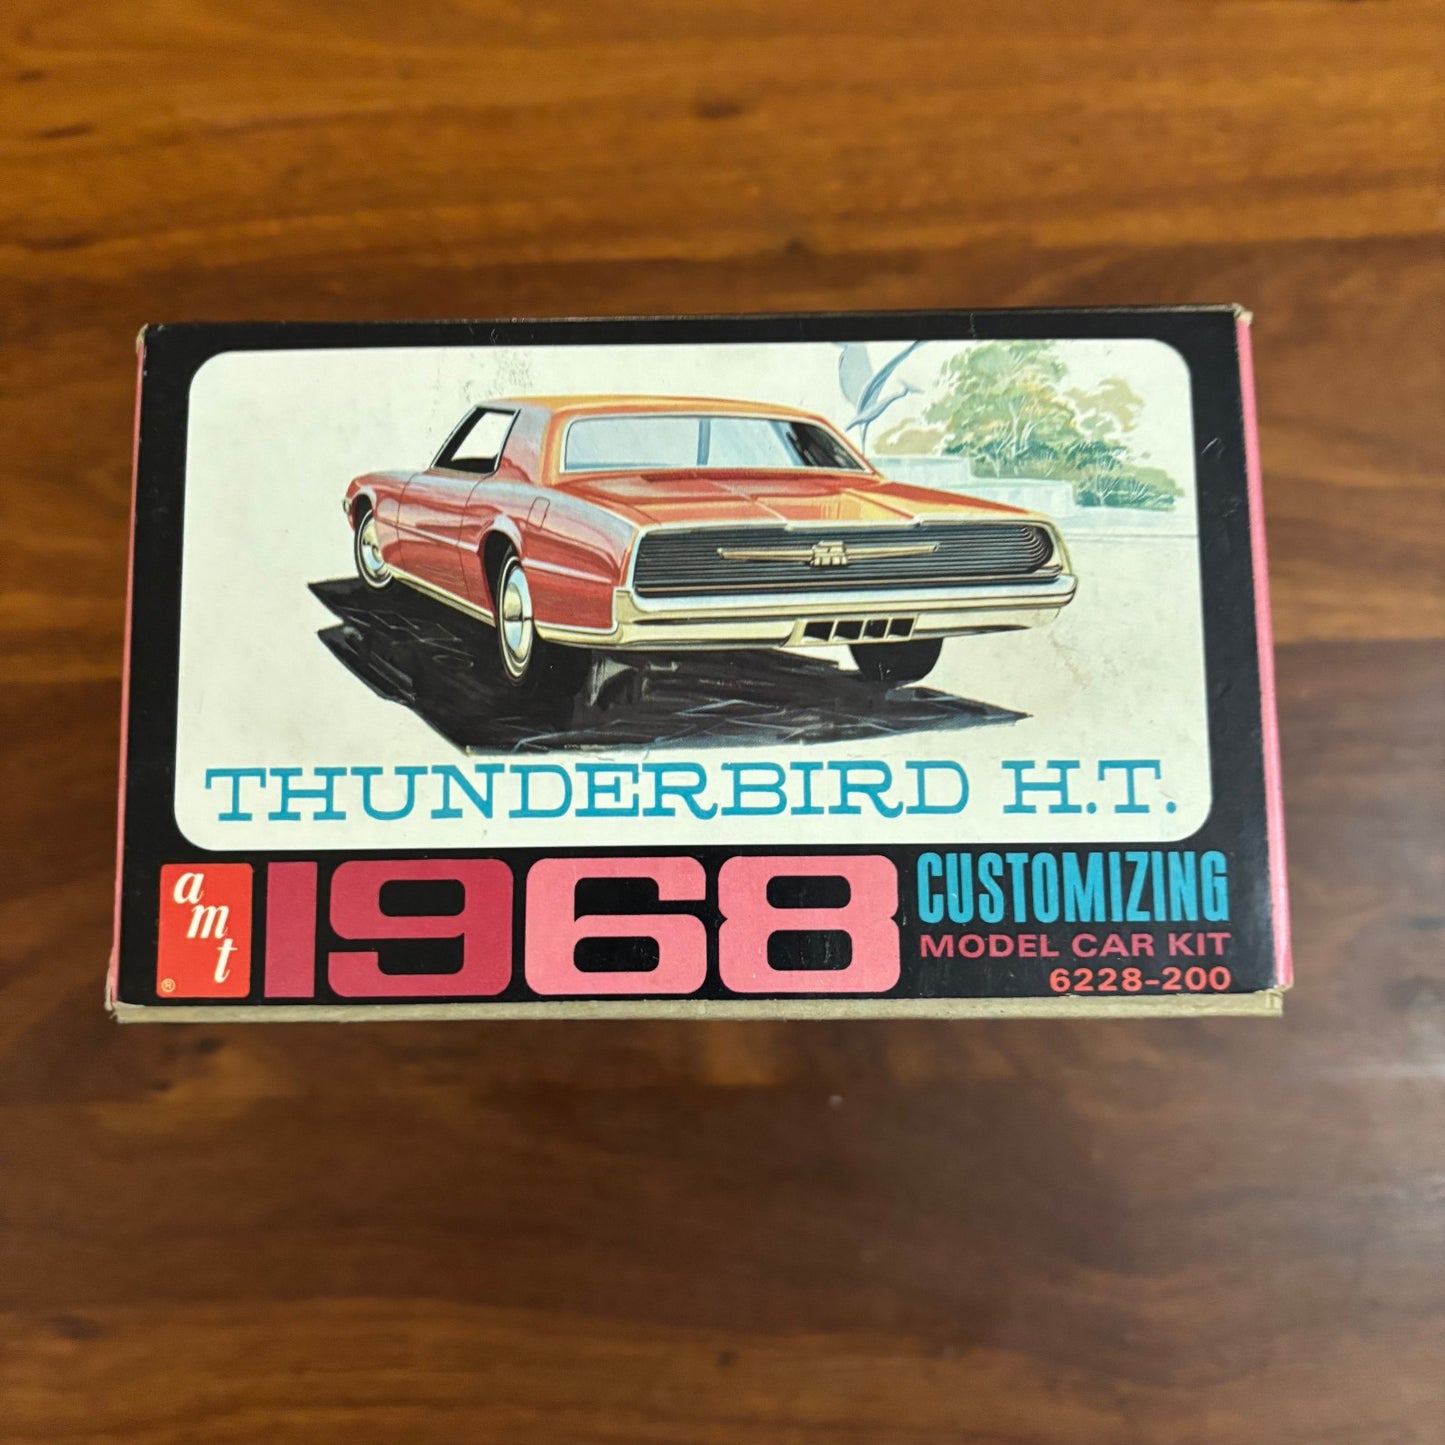 THUNDERBIRD H.T.
amt
®
1968
CUSTOMIZING
MODEL CAR KIT
6228-200